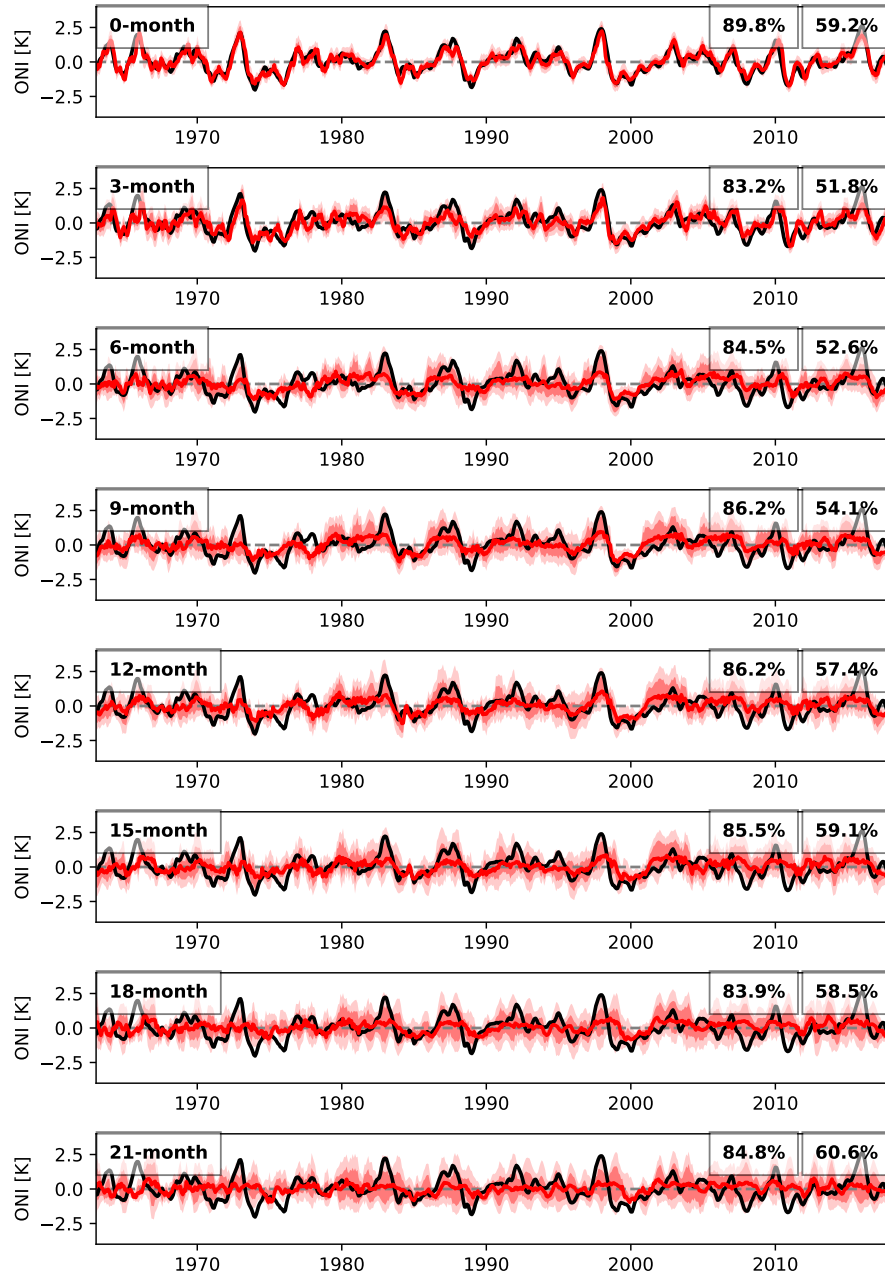 0-month 89.8% 59.2%
ONI [K]
2.5
0.0
−2.5
1970 1980 1990 2000 2010
3-month 83.2% 51.8%
ONI [K]
2.5
0.0
−2.5
1970 1980 1990 2000 2010
6-month 84.5% 52.6%
ONI [K]
2.5
0.0
−2.5
1970 1980 1990 2000 2010
9-month 86.2% 54.1%
ONI [K]
2.5
0.0
−2.5
1970 1980 1990 2000 2010
12-month 86.2% 57.4%
ONI [K]
2.5
0.0
−2.5
1970 1980 1990 2000 2010
15-month 85.5% 59.1%
ONI [K]
2.5
0.0
−2.5
1970 1980 1990 2000 2010
18-month 83.9% 58.5%
ONI [K]
2.5
0.0
−2.5
1970 1980 1990 2000 2010
21-month 84.8% 60.6%
ONI [K]
2.5
0.0
−2.5
1970 1980 1990 2000 2010